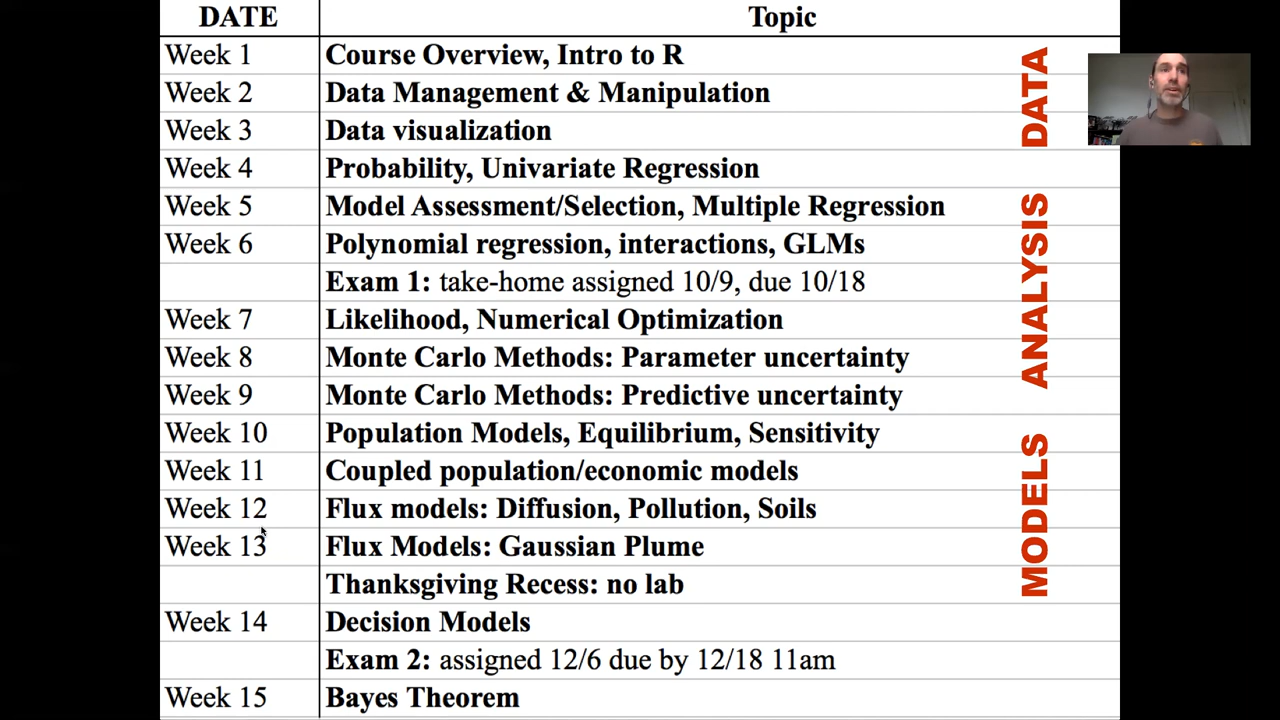 DATE Topic
Week 1 Course Overview, Intro to R
Week 2 Data Management & Manipulation
Week 3 Data visualization
Week 4 Probability, Univariate Regression
Week 5 Model Assessment/Selection, Multiple Regression
Week 6 Polynomial regression, interactions, GLMs
Exam 1: take-home assigned 10/9, due 10/18
Week 7 Likelihood, Numerical Optimization
Week 8 Monte Carlo Methods: Parameter uncertainty
Week 9 Monte Carlo Methods: Predictive uncertainty
Week 10 Population Models, Equilibrium, Sensitivity
Week 11 Coupled population/economic models
Week 12 Flux models: Diffusion, Pollution, Soils
Week 13 Flux Models: Gaussian Plume
Thanksgiving Recess: no lab
Week 14 Decision Models
Exam 2: assigned 12/6 due by 12/18 11am
Week 15 Bayes Theorem
DATA
ANALYSIS
MODELS